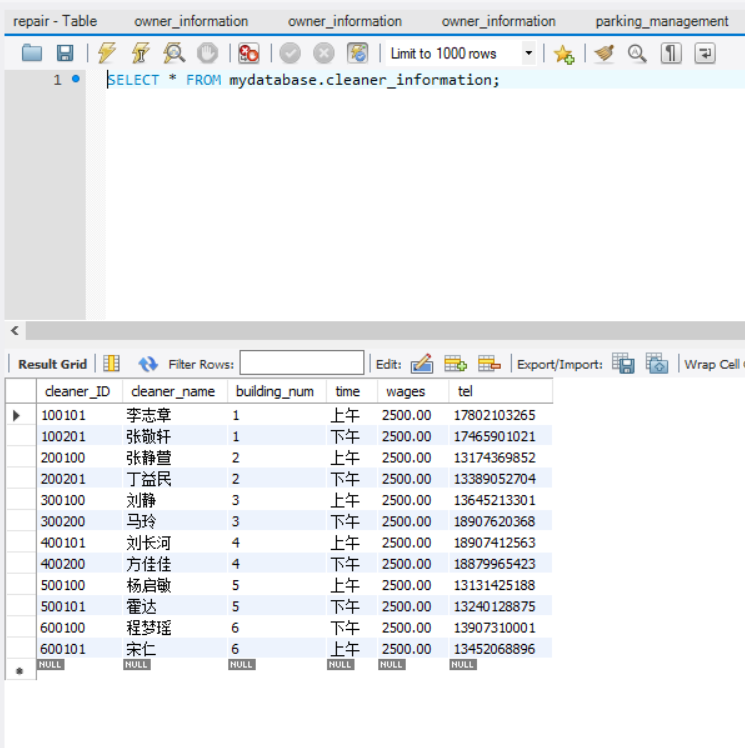 repair - Table owner_information owner_information owner_information parking_management
Limit to 1000 rows
1 SELECT * FROM mydatabase.cleaner_information;
Result Grid Filter Rows: Edit: Export/Import: Wrap Cell
cleaner_ID cleaner_name building_num time wages tel
100101 李志章 1 上午 2500.00 17802103265
100201 张敬轩 1 下午 2500.00 17465901021
200100 张静萱 2 上午 2500.00 13174369852
200201 丁益民 2 下午 2500.00 13389052704
300100 刘静 3 上午 2500.00 13645213301
300200 马玲 3 下午 2500.00 18907620368
400101 刘长河 4 上午 2500.00 18907412563
400200 方佳佳 4 下午 2500.00 18879965423
500100 杨启敏 5 上午 2500.00 13131425188
500101 霍达 5 下午 2500.00 13240128875
600100 程梦瑶 6 下午 2500.00 13907310001
600101 宋仁 6 上午 2500.00 13452068896
NULL NULL NULL NULL NULL NULL